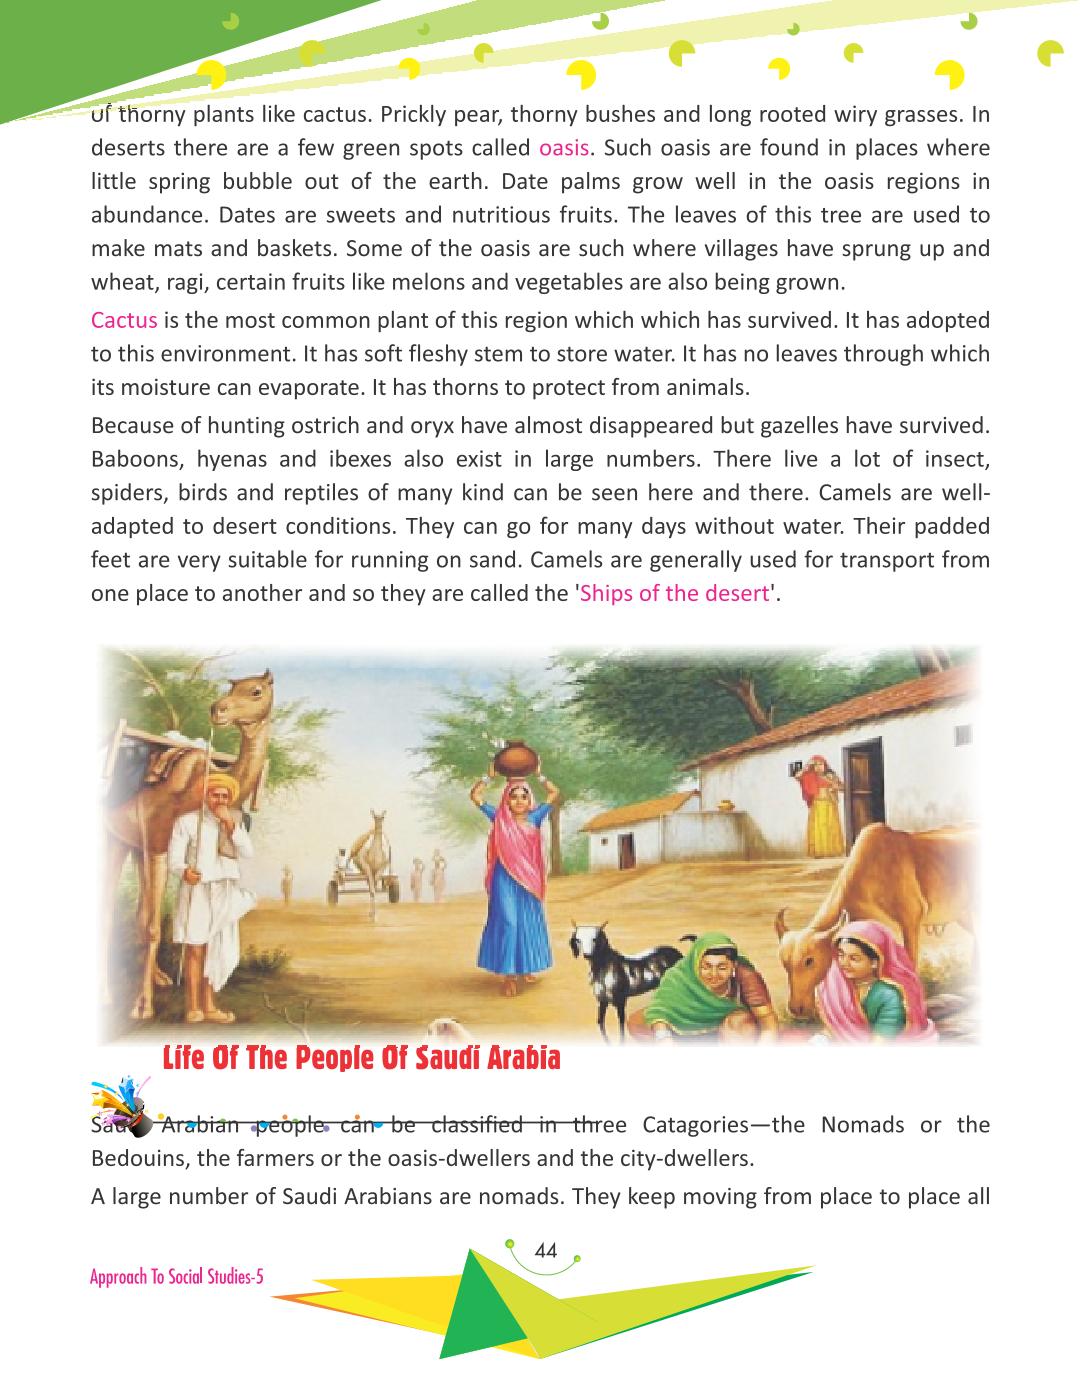 of thorny plants like cactus. Prickly pear, thorny bushes and long rooted wiry grasses. In
deserts there are a few green spots called oasis. Such oasis are found in places where
little spring bubble out of the earth. Date palms grow well in the oasis regions in
abundance. Dates are sweets and nutritious fruits. The leaves of this tree are used to
make mats and baskets. Some of the oasis are such where villages have sprung up and
wheat, ragi, certain fruits like melons and vegetables are also being grown.
Cactus is the most common plant of this region which which has survived. It has adopted
to this environment. It has soft fleshy stem to store water. It has no leaves through which
its moisture can evaporate. It has thorns to protect from animals.
Because of hunting ostrich and oryx have almost disappeared but gazelles have survived.
Baboons, hyenas and ibexes also exist in large numbers. There live a lot of insect,
spiders, birds and reptiles of many kind can be seen here and there. Camels are well-
adapted to desert conditions. They can go for many days without water. Their padded
feet are very suitable for running on sand. Camels are generally used for transport from
one place to another and so they are called the 'Ships of the desert'.
Life Of The People Of Saudi Arabia
Saudi Arabian people can be classified in three Catagories—the Nomads or the
Bedouins, the farmers or the oasis-dwellers and the city-dwellers.
A large number of Saudi Arabians are nomads. They keep moving from place to place all
44
Approach To Social Studies-5